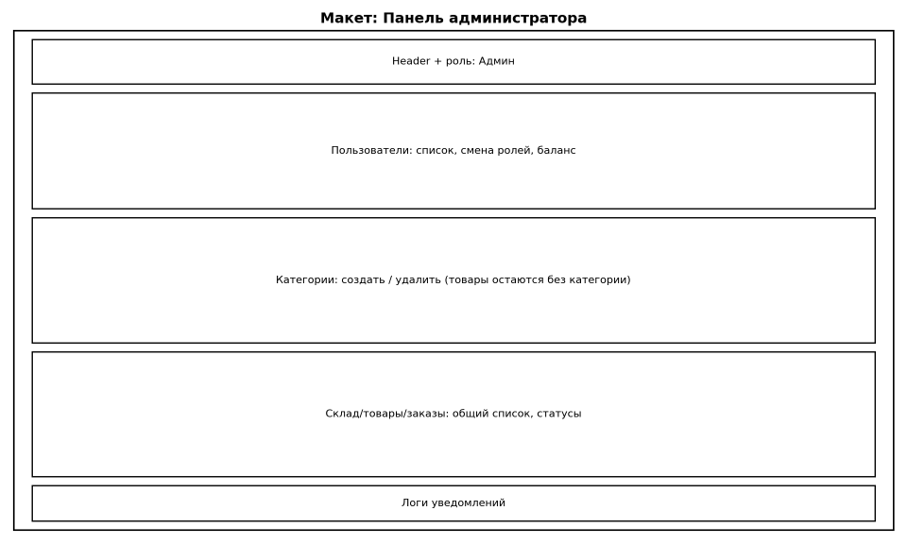 Макет: Панель администратора
Header + роль: Админ
Пользователи: список, смена ролей, баланс
Категории: создать / удалить (товары остаются без категории)
Склад/товары/заказы: общий список, статусы
Логи уведомлений